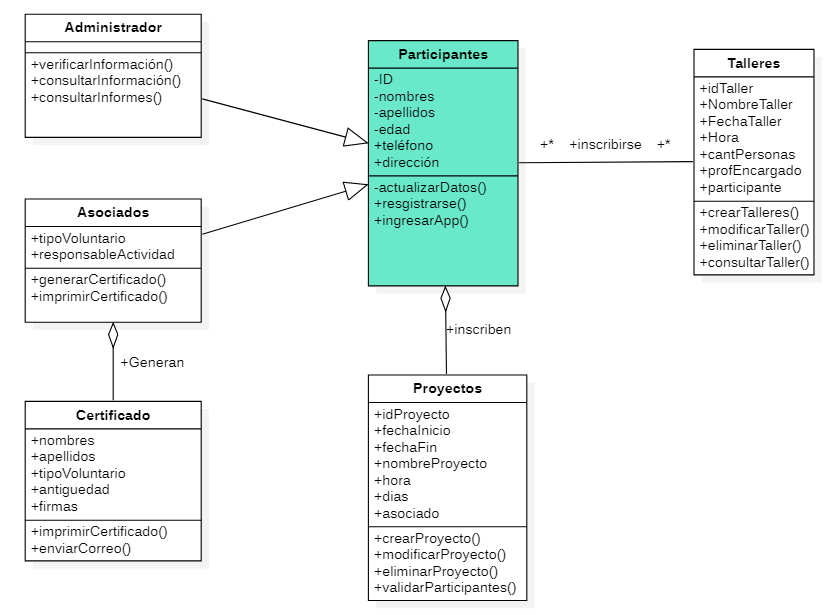 Administrador
+verificarInformación()
+consultarInformación()
+consultarInformes()
Participantes
-ID
-nombres
-apellidos
-edad
+teléfono
+dirección
-actualizarDatos()
+resgistrarse()
+ingresarApp()
+* +inscribirse +*
Talleres
+idTaller
+NombreTaller
+FechaTaller
+Hora
+cantPersonas
+profEncargado
+participante
+crearTalleres()
+modificarTaller()
+eliminarTaller()
+consultarTaller()
Asociados
+tipoVoluntario
+responsableActividad
+generarCertificado()
+imprimirCertificado()
+Generan
+inscriben
Certificado
+nombres
+apellidos
+tipoVoluntario
+antiguedad
+firmas
+imprimirCertificado()
+enviarCorreo()
Proyectos
+idProyecto
+fechaInicio
+fechaFin
+nombreProyecto
+hora
+dias
+asociado
+crearProyecto()
+modificarProyecto()
+eliminarProyecto()
+validarParticipantes()